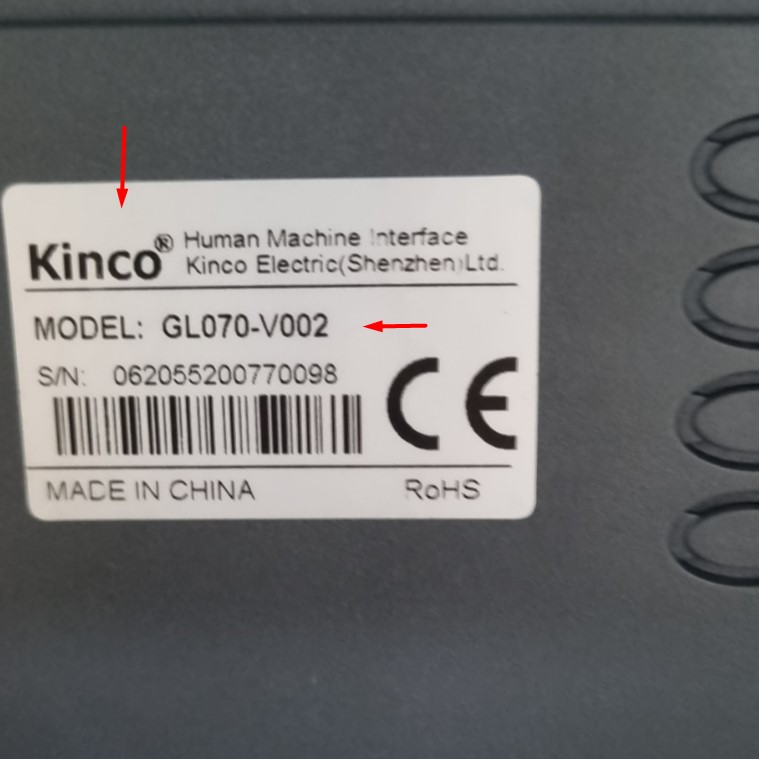 Kinco® Human Machine Interface
Kinco Electric(Shenzhen)Ltd.
MODEL: GL070-V002
S/N: 062055200770098
CE
MADE IN CHINA RoHS